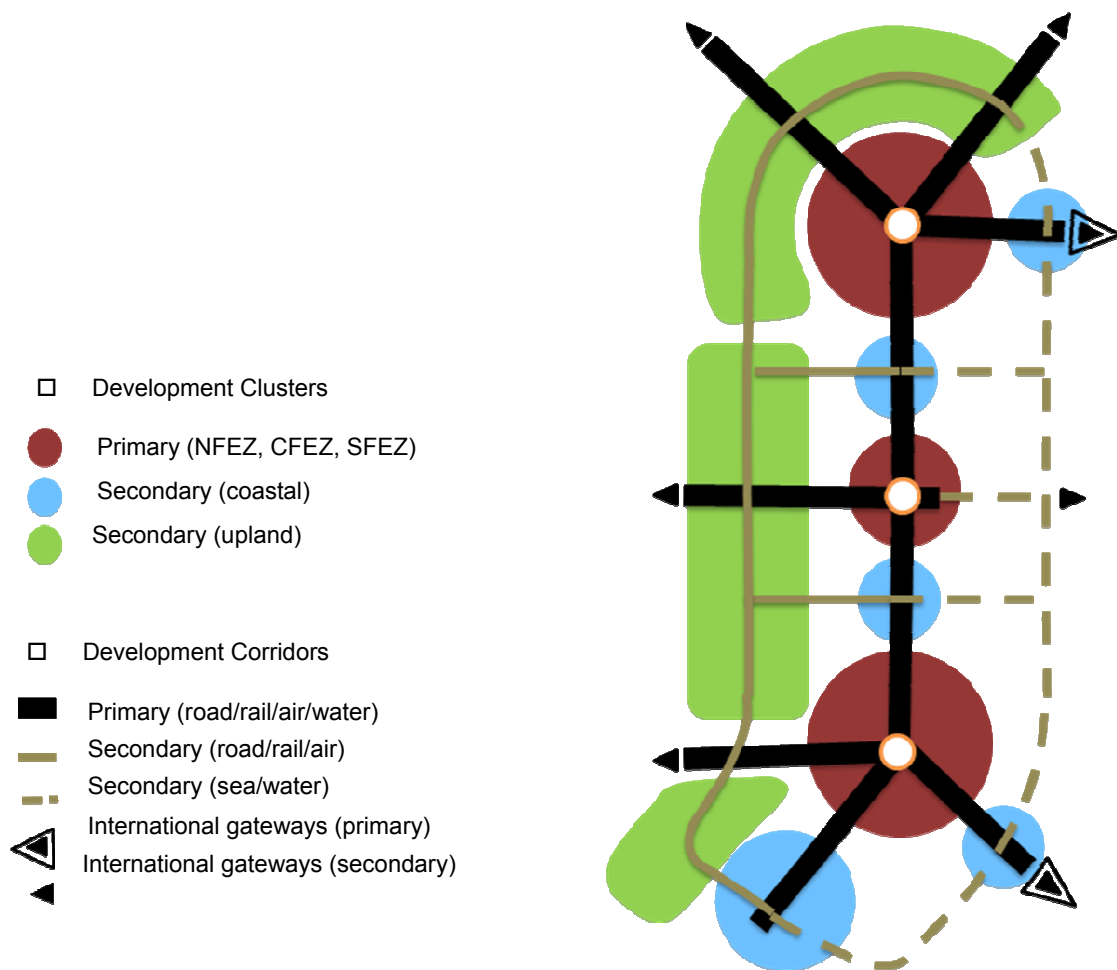 Development Clusters
Primary (NFEZ, CFEZ, SFEZ)
Secondary (coastal)
Secondary (upland)
Development Corridors
Primary (road/rail/air/water)
Secondary (road/rail/air)
Secondary (sea/water)
International gateways (primary)
International gateways (secondary)